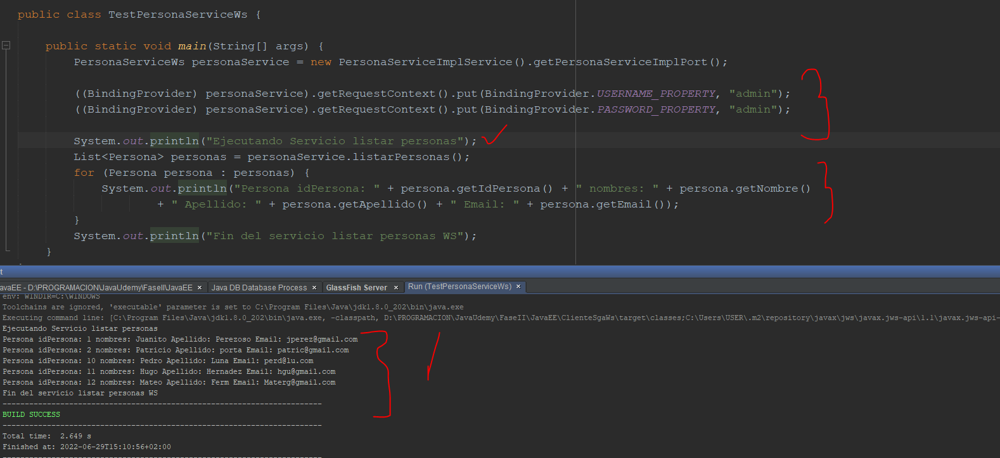 public class TestPersonaServiceWs {
public static void main(String[] args) {
PersonaServiceWs personaService = new PersonaServiceImplService().getPersonaServiceImplPort();
((BindingProvider) personaService).getRequestContext().put(BindingProvider.USERNAME_PROPERTY, "admin");
((BindingProvider) personaService).getRequestContext().put(BindingProvider.PASSWORD_PROPERTY, "admin");
System.out.println("Ejecutando Servicio listar personas");
List<Persona> personas = personaService.listarPersonas();
for (Persona persona : personas) {
System.out.println("Persona idPersona: " + persona.getIdPersona() + " nombres: " + persona.getNombre()
+ " Apellido: " + persona.getApellido() + " Email: " + persona.getEmail());
}
System.out.println("Fin del servicio listar personas WS");
}
t
avaEE - D:\PROGRAMACION\JavaUdemy\FaseII\JavaEE × Java DB Database Process × GlassFish Server × Run (TestPersonaServiceWs) ×
env: WINDIR=C:\WINDOWS
Toolchains are ignored, 'executable' parameter is set to C:\Program Files\Java\jdk1.8.0_202\bin\java.exe
Executing command line: [C:\Program Files\Java\jdk1.8.0_202\bin\java.exe, -classpath, D:\PROGRAMACION\JavaUdemy\FaseII\JavaEE\ClienteSgaWs\target\classes;C:\Users\USER\.m2\repository\javax\jws\javax.jws-api\1.1\javax.jws-api-
Ejecutando Servicio listar personas
Persona idPersona: 1 nombres: Juanito Apellido: Perezoso Email: jperez@gmail.com
Persona idPersona: 2 nombres: Patricio Apellido: porta Email: patric@gmail.com
Persona idPersona: 10 nombres: Pedro Apellido: Luna Email: perd@lu.com
Persona idPersona: 11 nombres: Hugo Apellido: Hernadez Email: hgu@gmail.com
Persona idPersona: 12 nombres: Mateo Apellido: Ferm Email: Materg@gmail.com
Fin del servicio listar personas WS
------------------------------------------------------------------------
BUILD SUCCESS
------------------------------------------------------------------------
Total time:  2.649 s
Finished at: 2022-06-29T15:10:56+02:00
------------------------------------------------------------------------